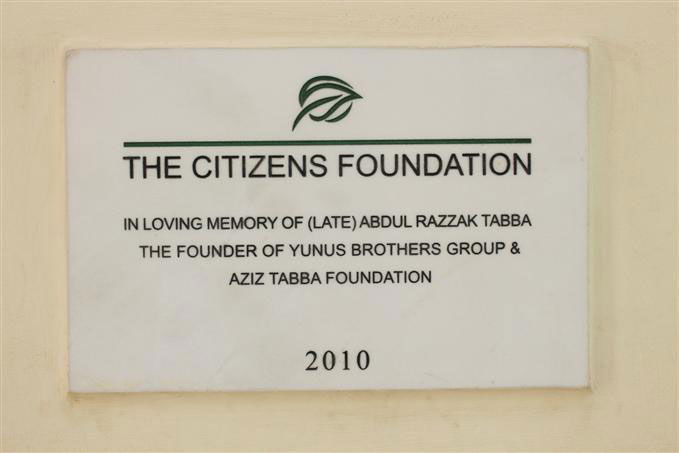 THE CITIZENS FOUNDATION
IN LOVING MEMORY OF (LATE) ABDUL RAZZAK TABBA
THE FOUNDER OF YUNUS BROTHERS GROUP &
AZIZ TABBA FOUNDATION
2010